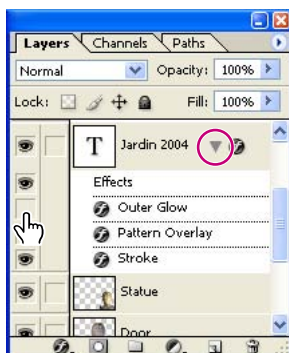 Layers Channels Paths
Normal Opacity: 100%
Lock: Fill: 100%
T Jardin 2004
Effects
Outer Glow
Pattern Overlay
Stroke
Statue
Door